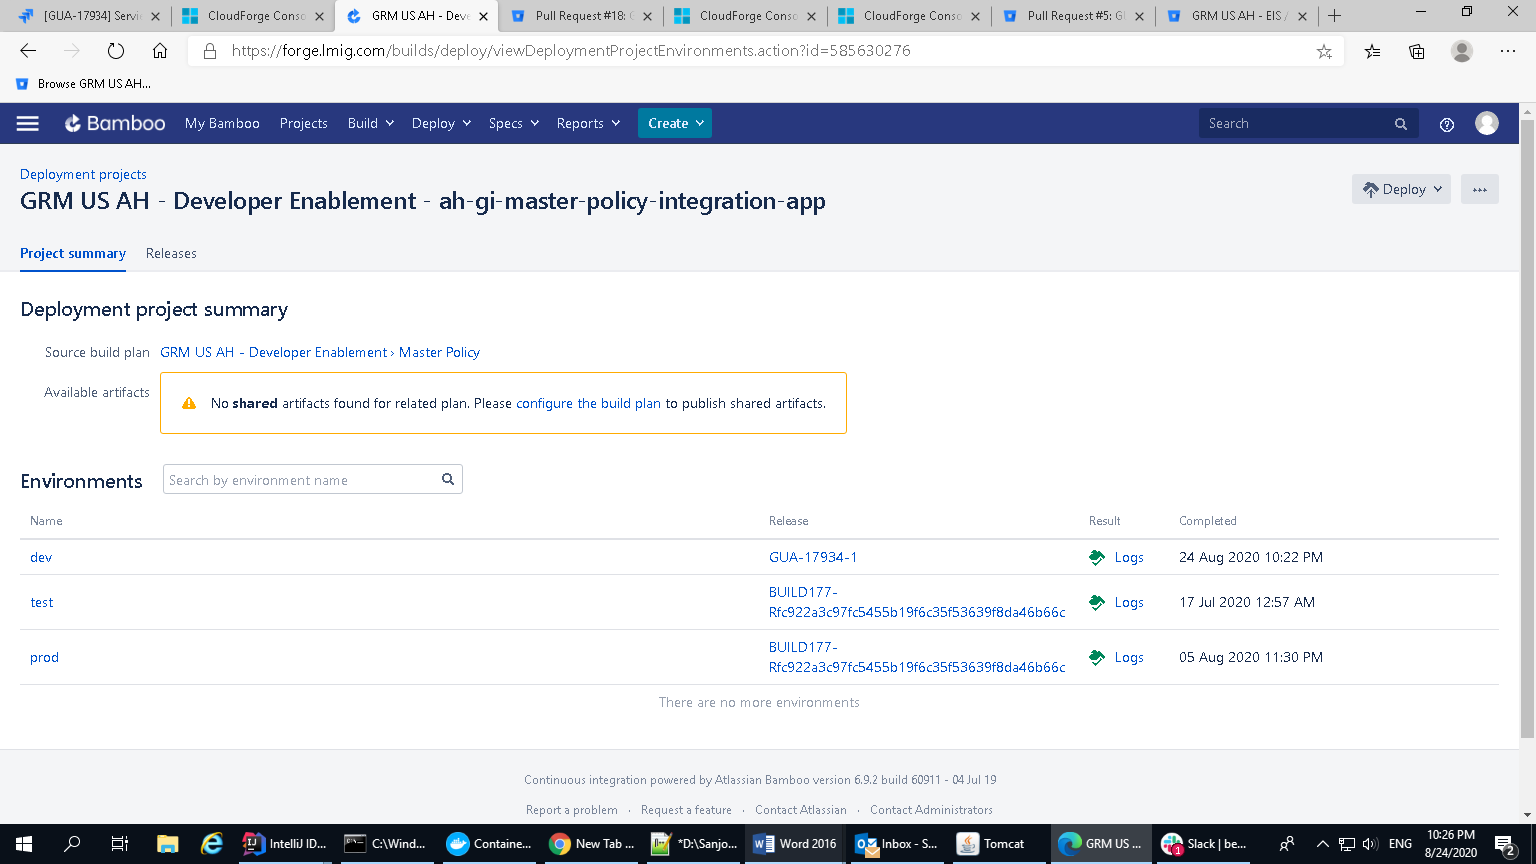 [GUA-17934] Servi
CloudForge Conso
GRM US AH - Deve
Pull Request #18: G
CloudForge Conso
CloudForge Conso
Pull Request #5: GU
GRM US AH - EIS /
https://forge.lmig.com/builds/deploy/viewDeploymentProjectEnvironments.action?id=585630276
Browse GRM US AH...
Bamboo
My Bamboo
Projects
Build
Deploy
Specs
Reports
Create
Search
Deployment projects
GRM US AH - Developer Enablement - ah-gi-master-policy-integration-app
Deploy
Project summary
Releases
Deployment project summary
Source build plan GRM US AH - Developer Enablement › Master Policy
Available artifacts
No shared artifacts found for related plan. Please configure the build plan to publish shared artifacts.
Environments
Search by environment name
Name Release Result Completed
dev GUA-17934-1 Logs 24 Aug 2020 10:22 PM
test BUILD177-
Rfc922a3c97fc5455b19f6c35f53639f8da46b66c Logs 17 Jul 2020 12:57 AM
prod BUILD177-
Rfc922a3c97fc5455b19f6c35f53639f8da46b66c Logs 05 Aug 2020 11:30 PM
There are no more environments
Continuous integration powered by Atlassian Bamboo version 6.9.2 build 60911 - 04 Jul 19
Report a problem · Request a feature · Contact Atlassian · Contact Administrators
IntelliJ ID...
C:\Wind...
Containe...
New Tab ...
*D:\Sanjo...
Word 2016
Inbox - S...
Tomcat
GRM US ...
1
Slack | be...
ENG
10:26 PM
8/24/2020
2